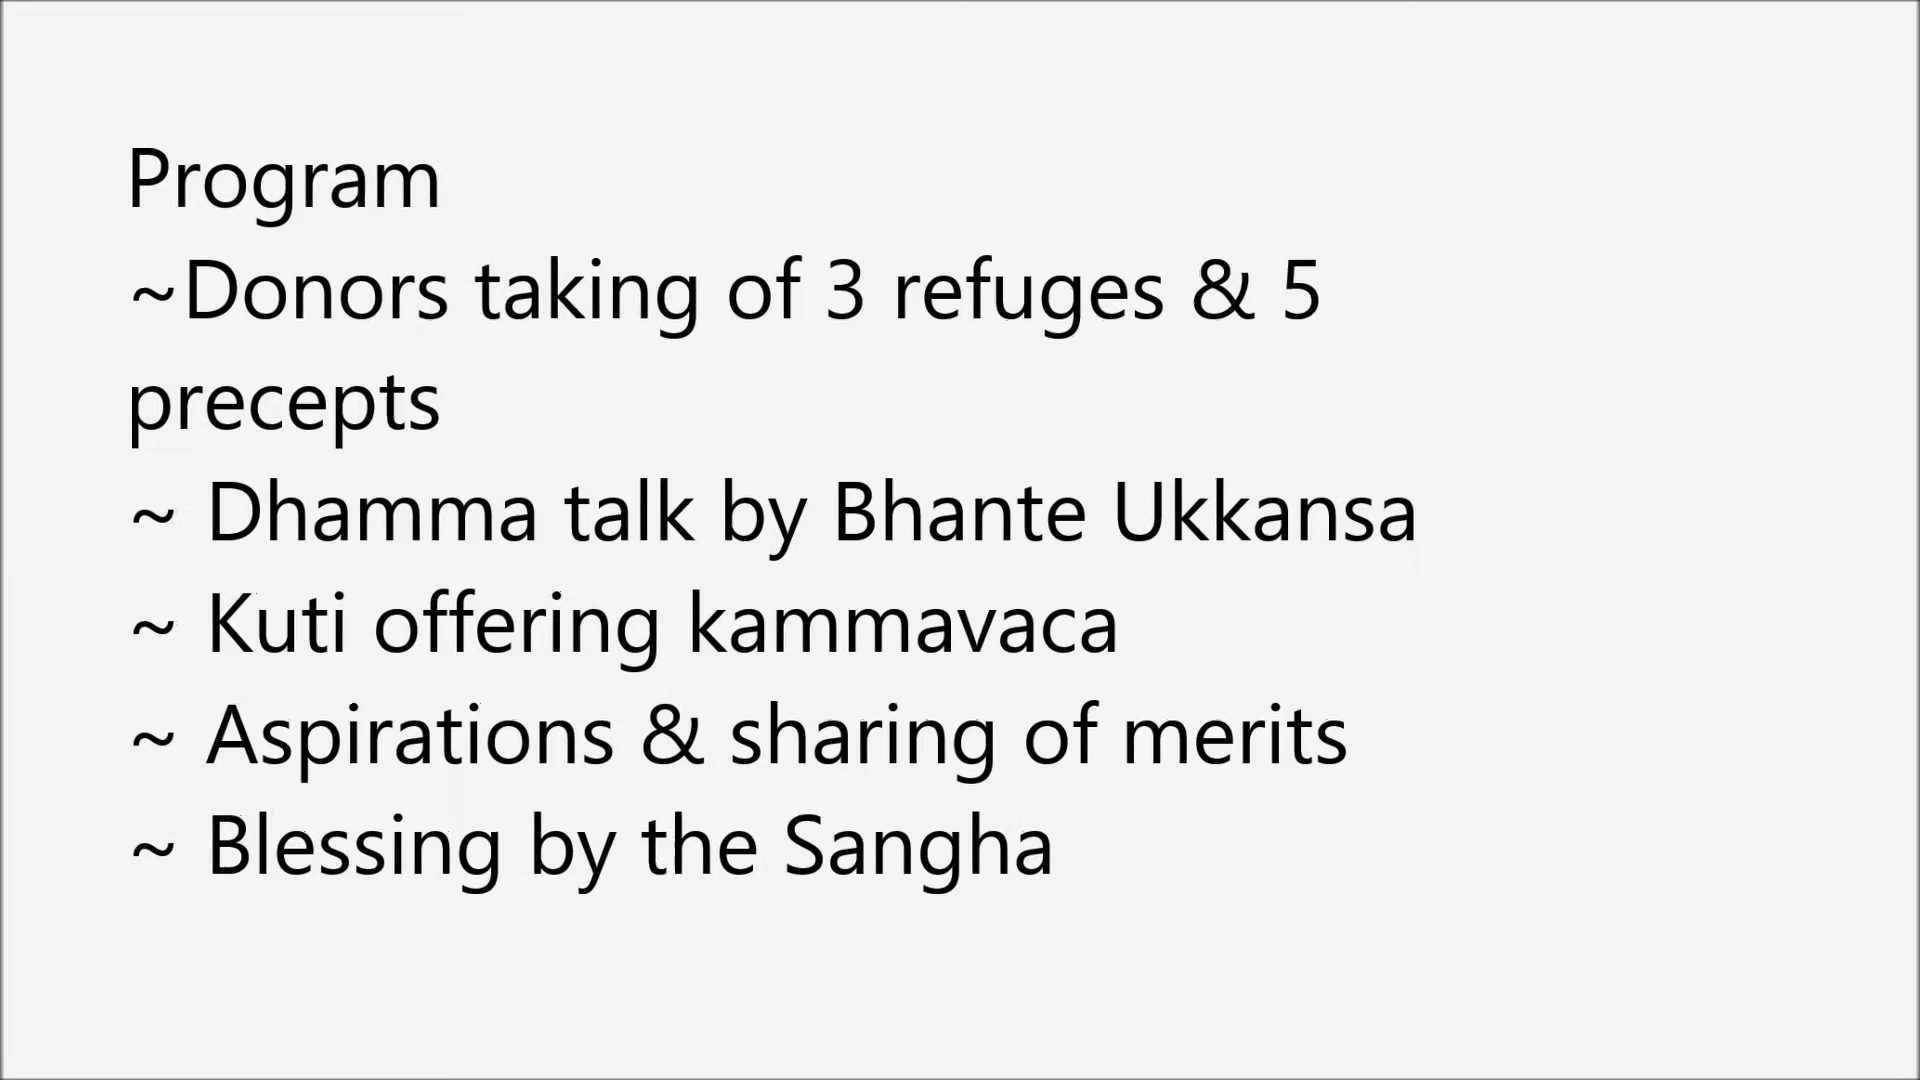 Program
~Donors taking of 3 refuges & 5
precepts
~ Dhamma talk by Bhante Ukkansa
~ Kuti offering kammavaca
~ Aspirations & sharing of merits
~ Blessing by the Sangha